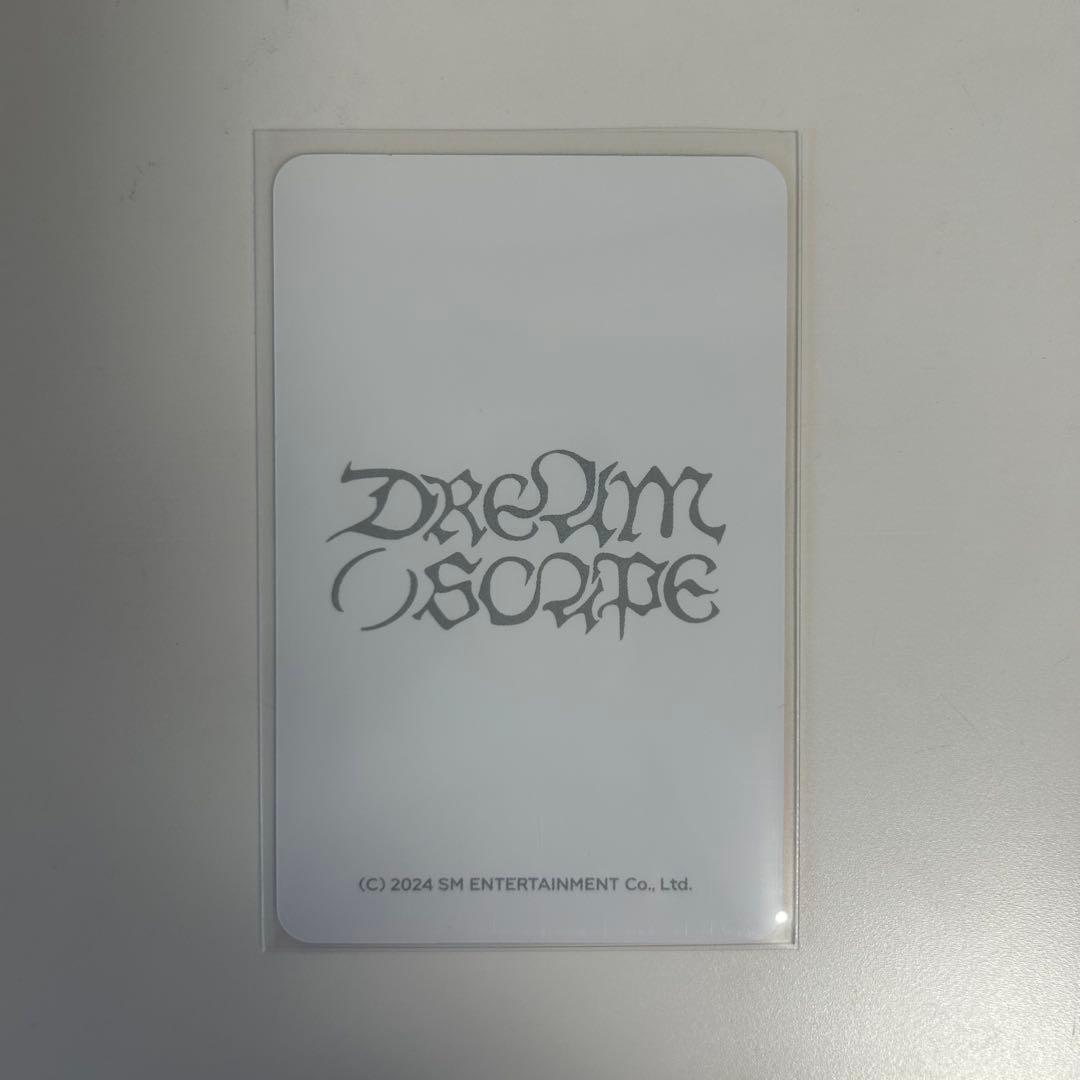 DREAM
()SCAPE
(C) 2024 SM ENTERTAINMENT Co., Ltd.